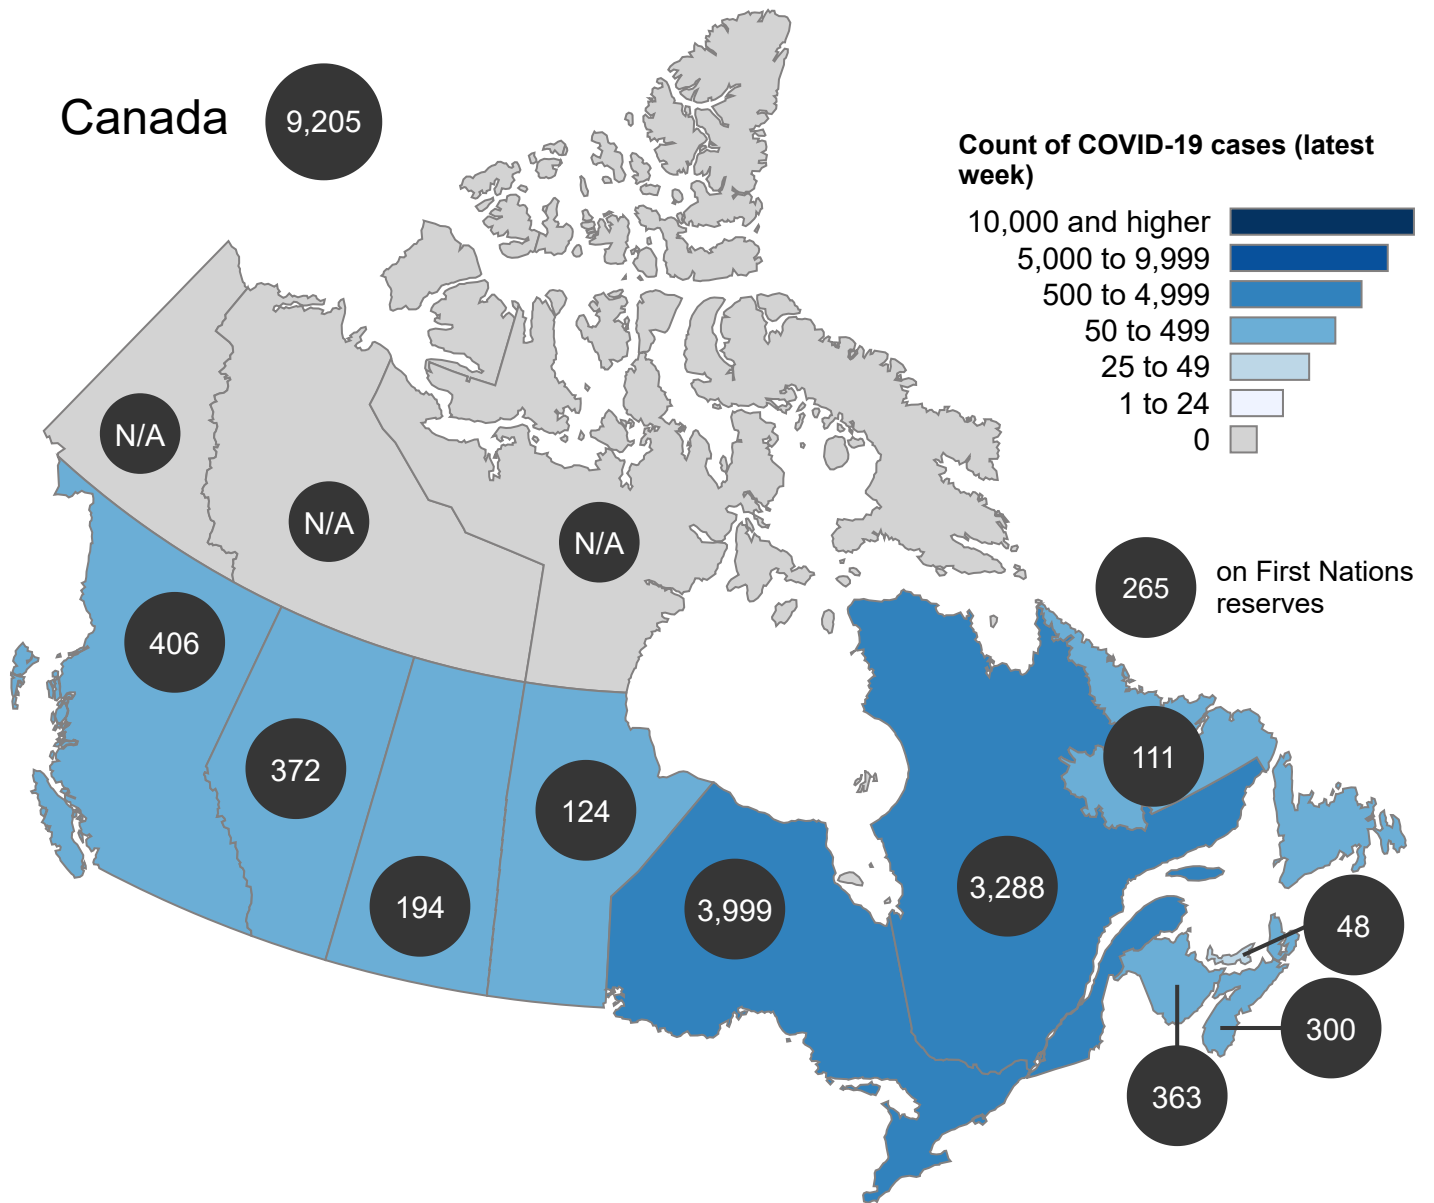 Canada
9,205
Count of COVID-19 cases (latest
week)
10,000 and higher
5,000 to 9,999
500 to 4,999
50 to 499
25 to 49
1 to 24
0
N/A
N/A
N/A
265
on First Nations
reserves
406
372
194
124
3,999
3,288
111
48
300
363